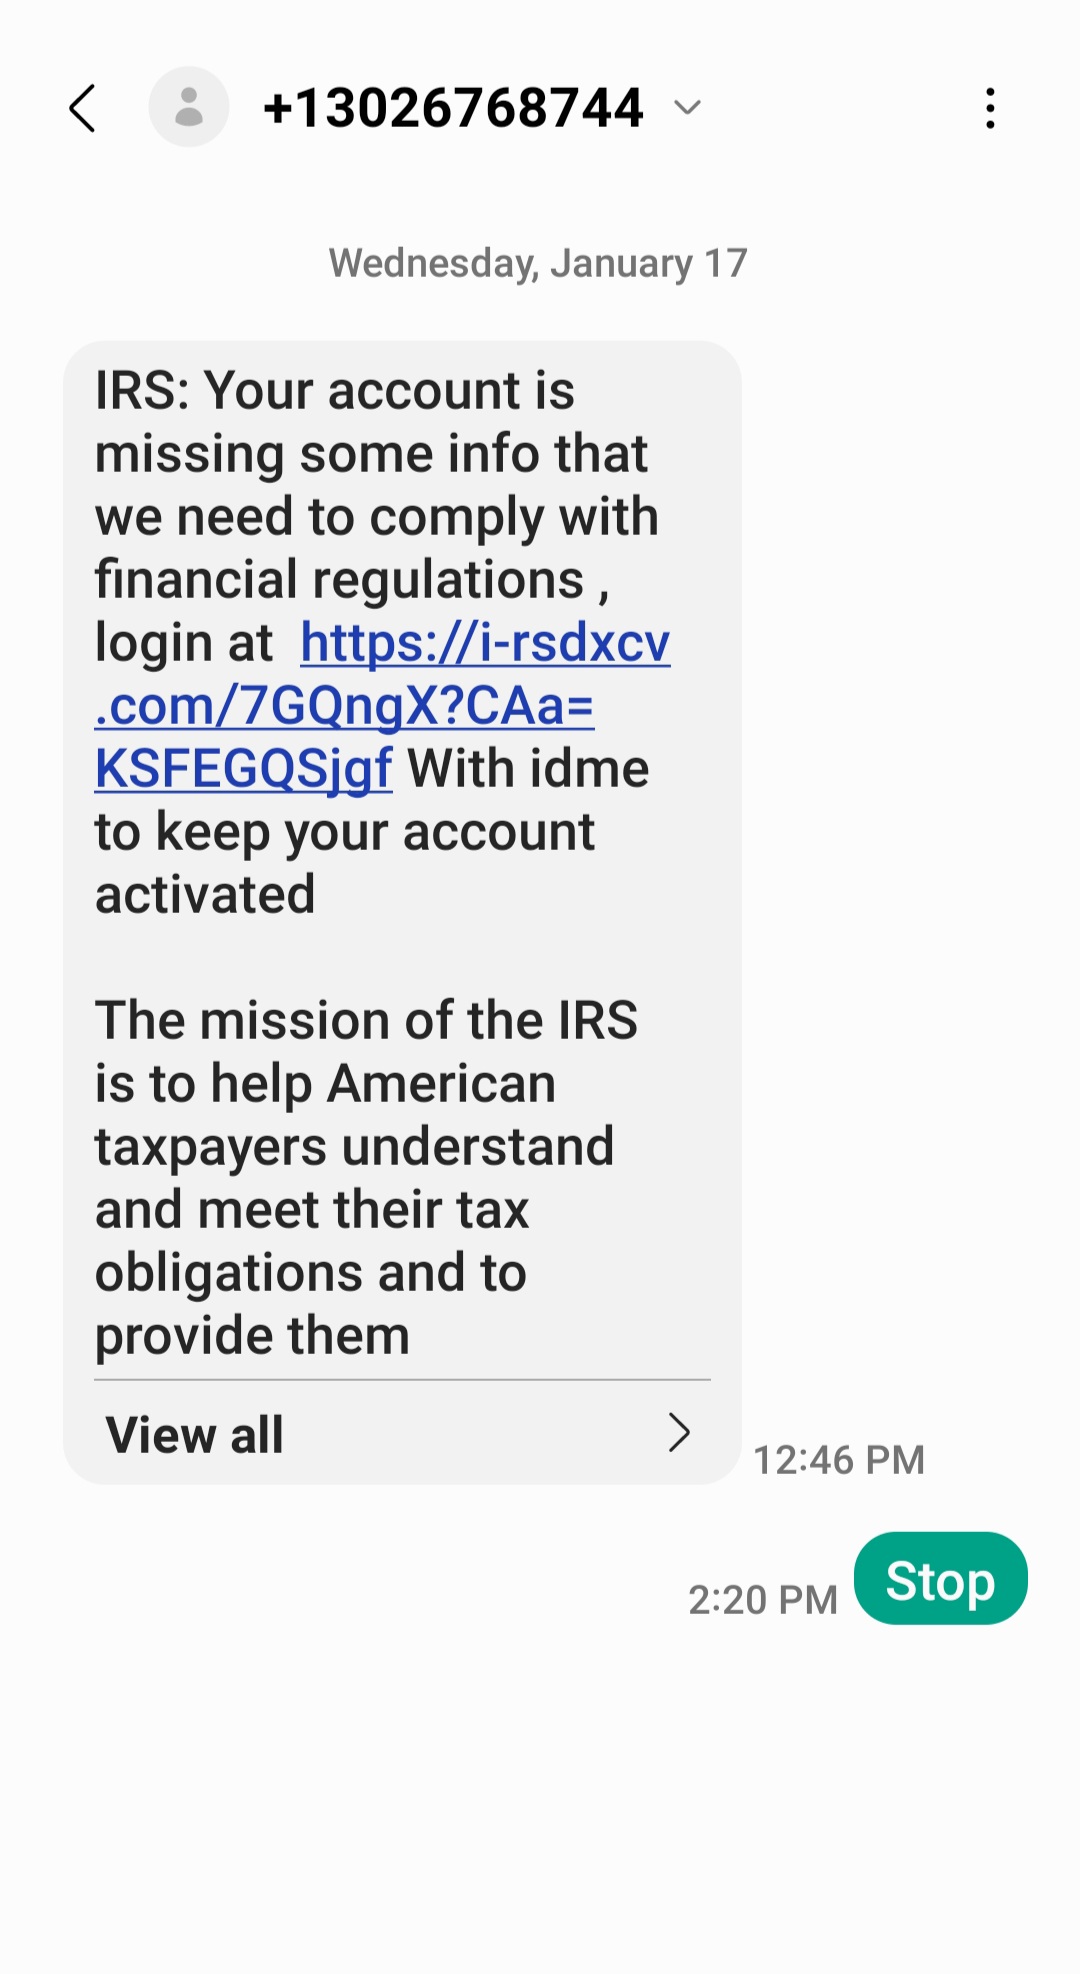 +13026768744
Wednesday, January 17
IRS: Your account is
missing some info that
we need to comply with
financial regulations ,
login at  https://i-rsdxcv
.com/7GQngX?CAa=
KSFEGQSjgf With idme
to keep your account
activated
The mission of the IRS
is to help American
taxpayers understand
and meet their tax
obligations and to
provide them
View all
12:46 PM
2:20 PM Stop